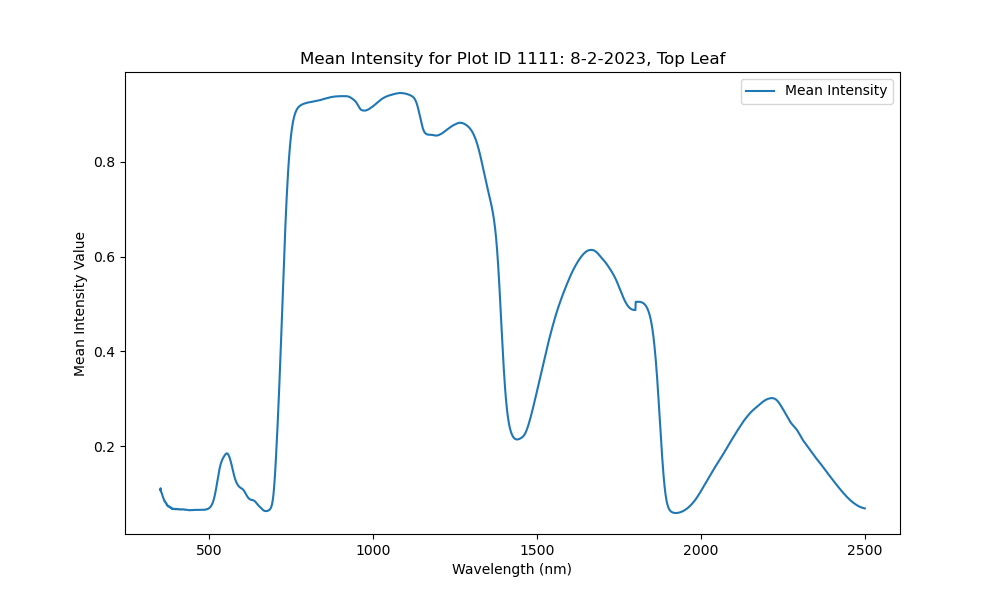 Mean Intensity for Plot ID 1111: 8-2-2023, Top Leaf
Mean Intensity
Mean Intensity Value
0.8
0.6
0.4
0.2
500
1000
1500
2000
2500
Wavelength (nm)